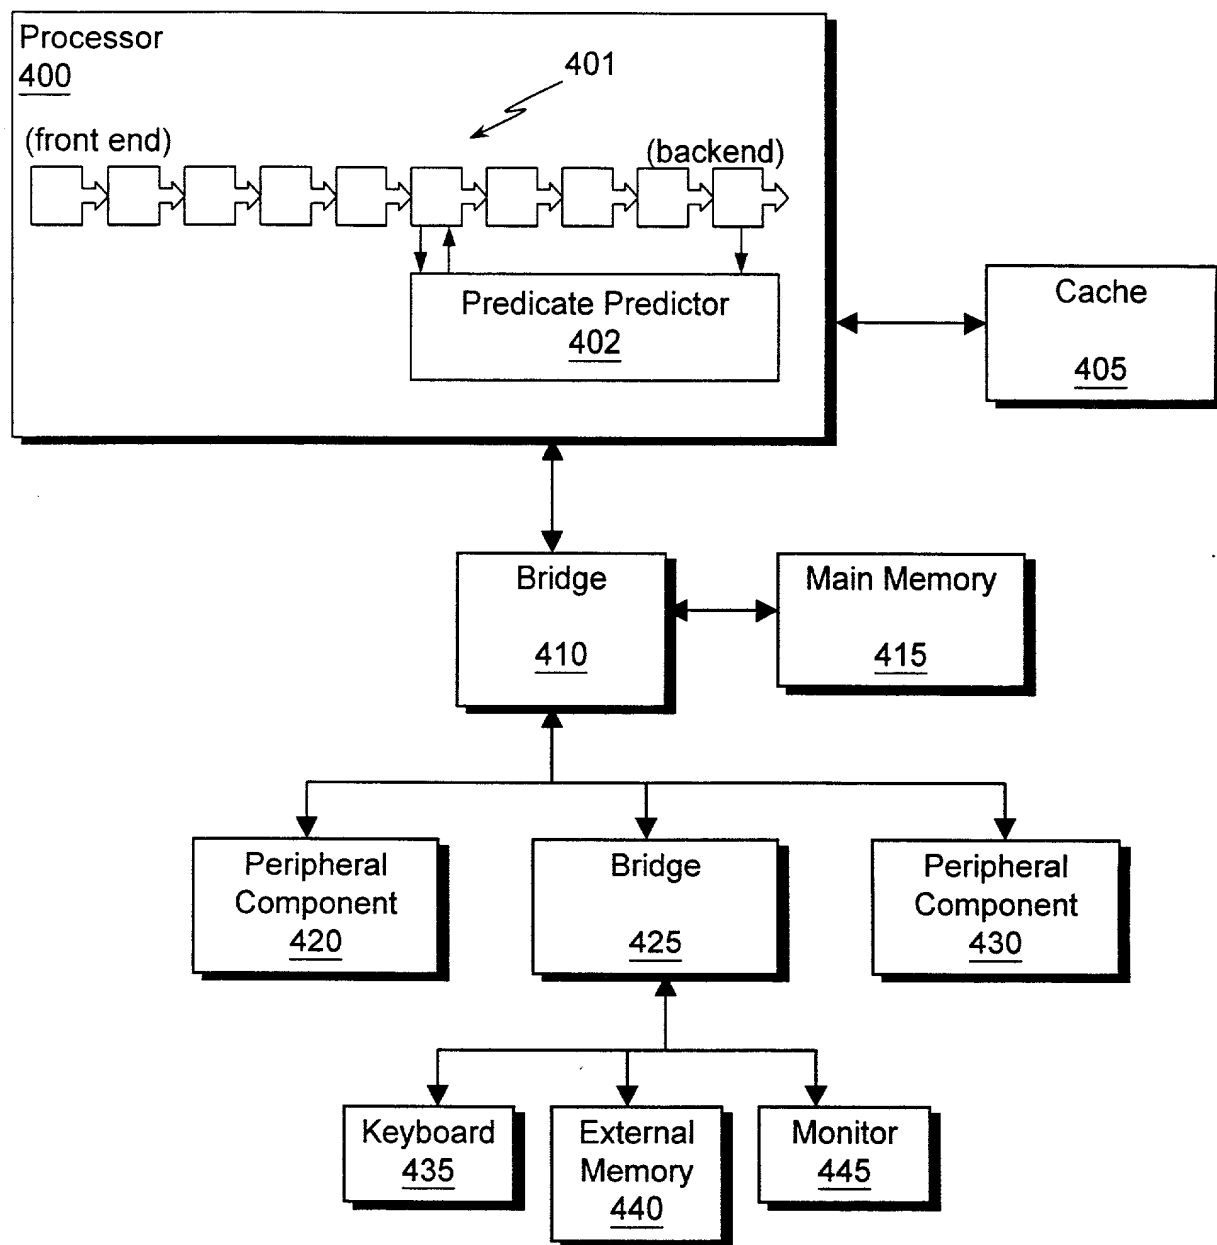 Processor
400
401
(front end)
(backend)
Predicate Predictor
402
Cache
405
Bridge
410
Main Memory
415
Peripheral
Component
420
Bridge
425
Peripheral
Component
430
Keyboard
435
External
Memory
440
Monitor
445